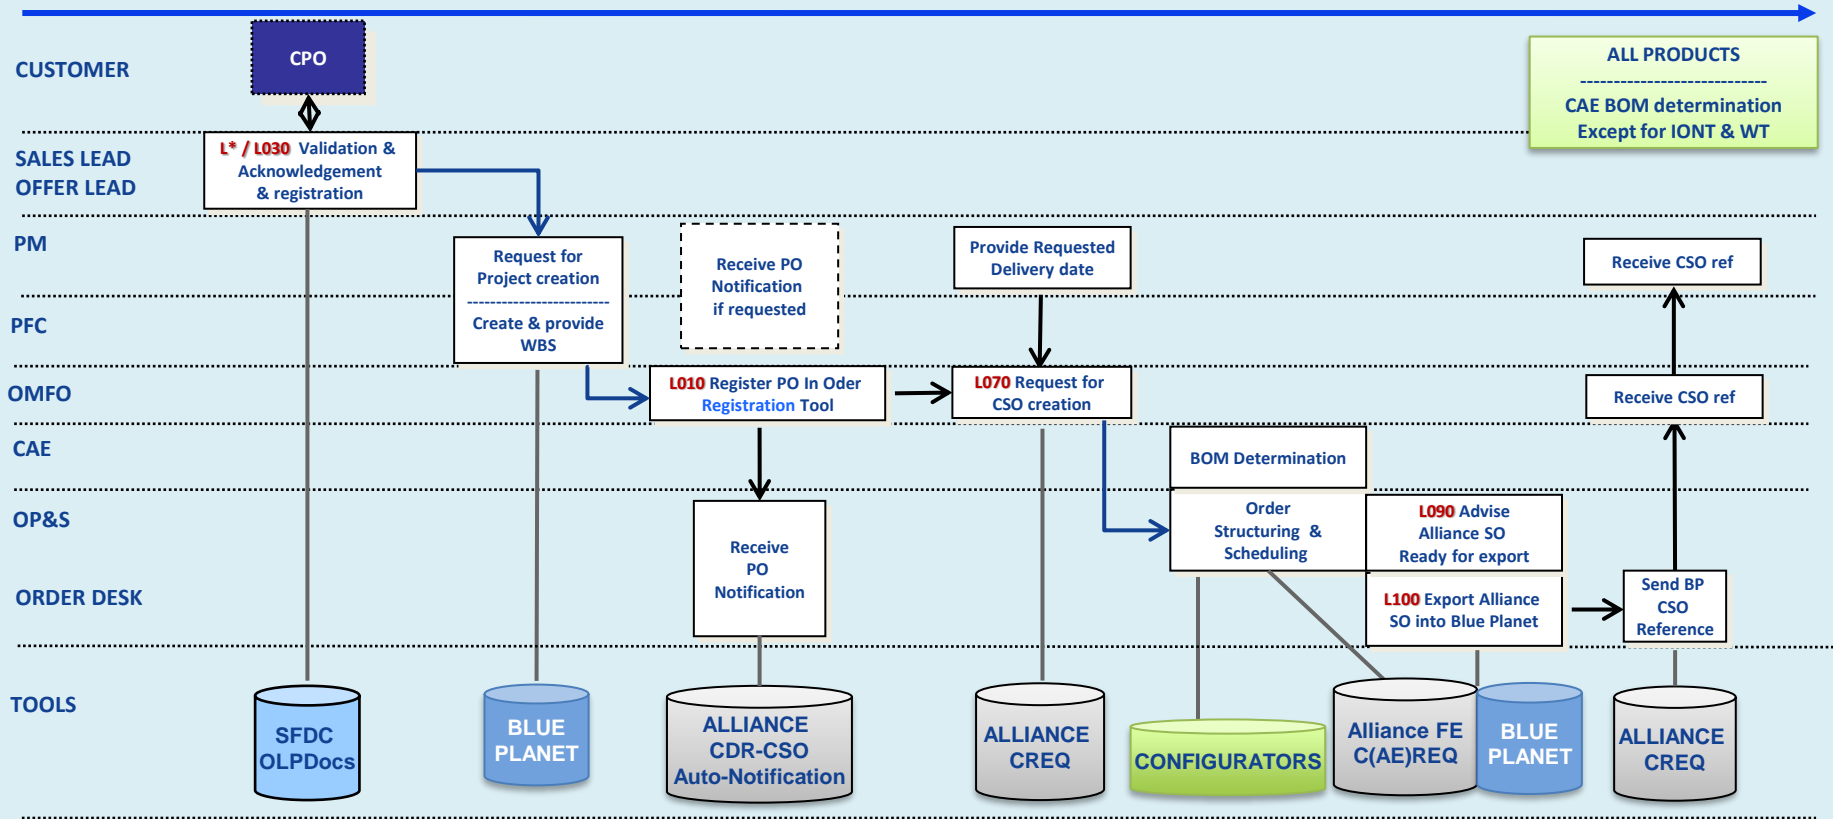 CUSTOMER
CPO
ALL PRODUCTS
----------------------------
CAE BOM determination
Except for IONT & WT
SALES LEAD
OFFER LEAD
L* / L030 Validation &
Acknowledgement
& registration
PM
Request for
Project creation
-------------------------
Create & provide
WBS
Receive PO
Notification
if requested
Provide Requested
Delivery date
Receive CSO ref
PFC
OMFO
L010 Register PO In Oder
Registration Tool
L070 Request for
CSO creation
Receive CSO ref
CAE
BOM Determination
OP&S
Receive
PO
Notification
Order
Structuring &
Scheduling
L090 Advise
Alliance SO
Ready for export
ORDER DESK
L100 Export Alliance
SO into Blue Planet
Send BP
CSO
Reference
TOOLS
SFDC
OLPDocs
BLUE
PLANET
ALLIANCE
CDR-CSO
Auto-Notification
ALLIANCE
CREQ
CONFIGURATORS
Alliance FE
C(AE)REQ
BLUE
PLANET
ALLIANCE
CREQ